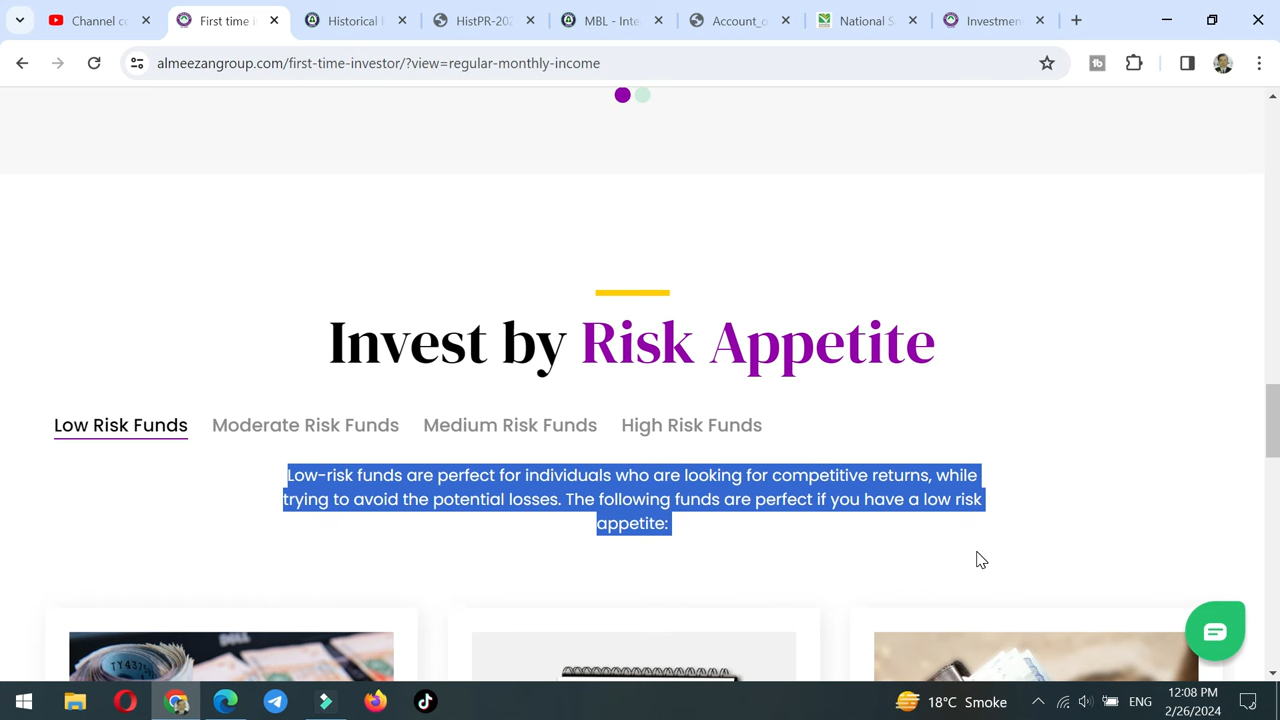 Channel c
First time i
Historical
HistPR-202
MBL - Inte
Account_o
National S
Investmen
almeezangroup.com/first-time-investor/?view=regular-monthly-income
Invest by Risk Appetite
Low Risk Funds
Moderate Risk Funds
Medium Risk Funds
High Risk Funds
Low-risk funds are perfect for individuals who are looking for competitive returns, while
trying to avoid the potential losses. The following funds are perfect if you have a low risk
appetite:
18°C Smoke
ENG
12:08 PM
2/26/2024